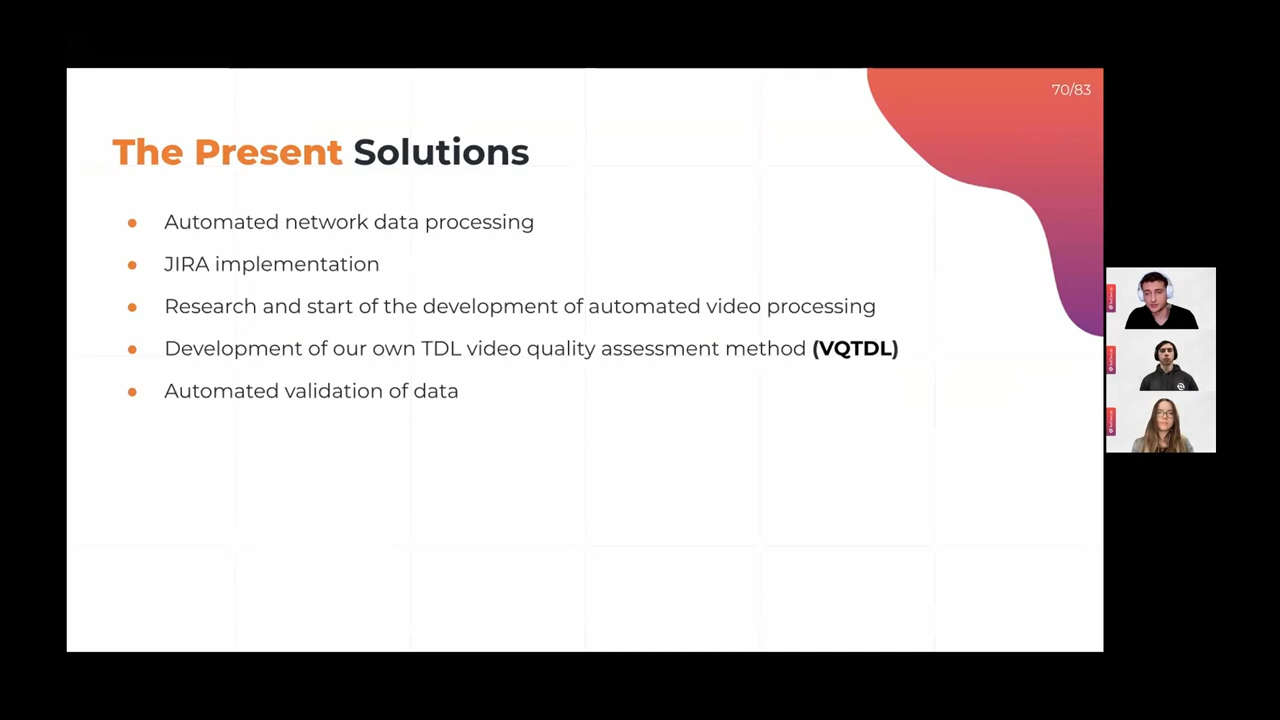 70/83
The Present Solutions
Automated network data processing
JIRA implementation
Research and start of the development of automated video processing
Development of our own TDL video quality assessment method (VQTDL)
Automated validation of data